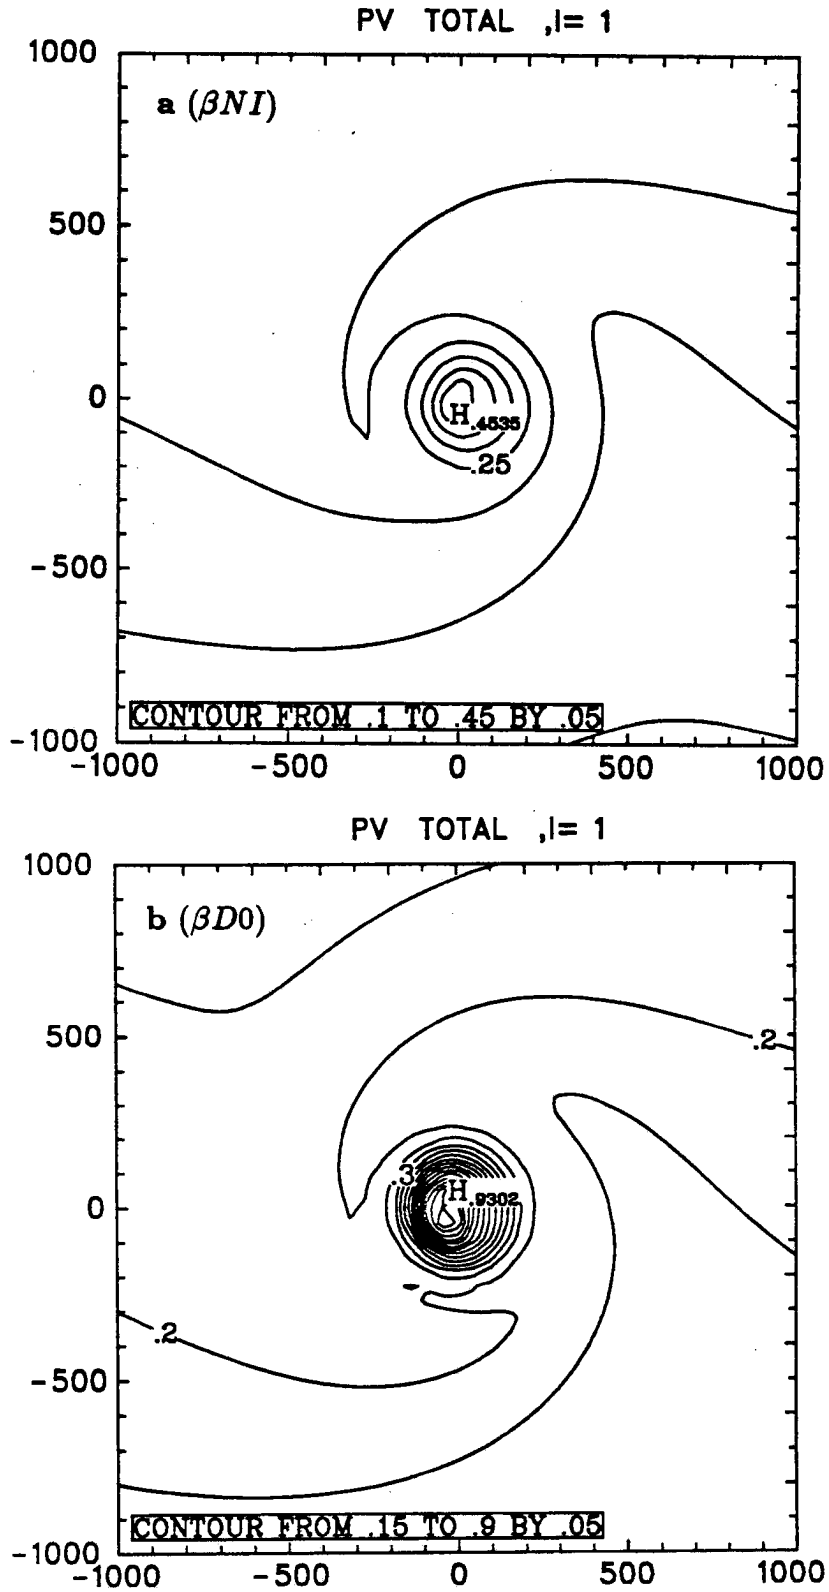 PV TOTAL ,I= 1
1000
a (βNI)
500
0
H.4535
.25
-500
CONTOUR FROM .1 TO .45 BY .05
-1000
-1000 -500 0 500 1000
PV TOTAL ,I= 1
1000
b (βD0)
500
.2
.3
H.9302
0
.2
-500
CONTOUR FROM .15 TO .9 BY .05
-1000
-1000 -500 0 500 1000